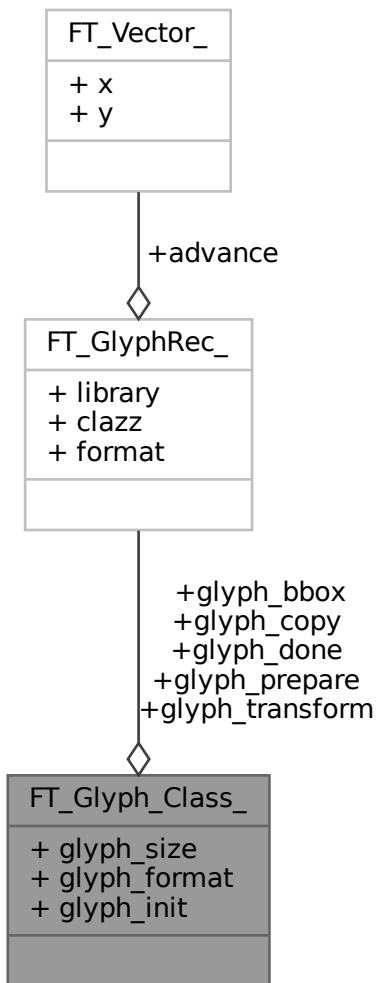 FT_Vector_
+ x
+ y
+advance
FT_GlyphRec_
+ library
+ clazz
+ format
+glyph_bbox
+glyph_copy
+glyph_done
+glyph_prepare
+glyph_transform
FT_Glyph_Class_
+ glyph_size
+ glyph_format
+ glyph_init